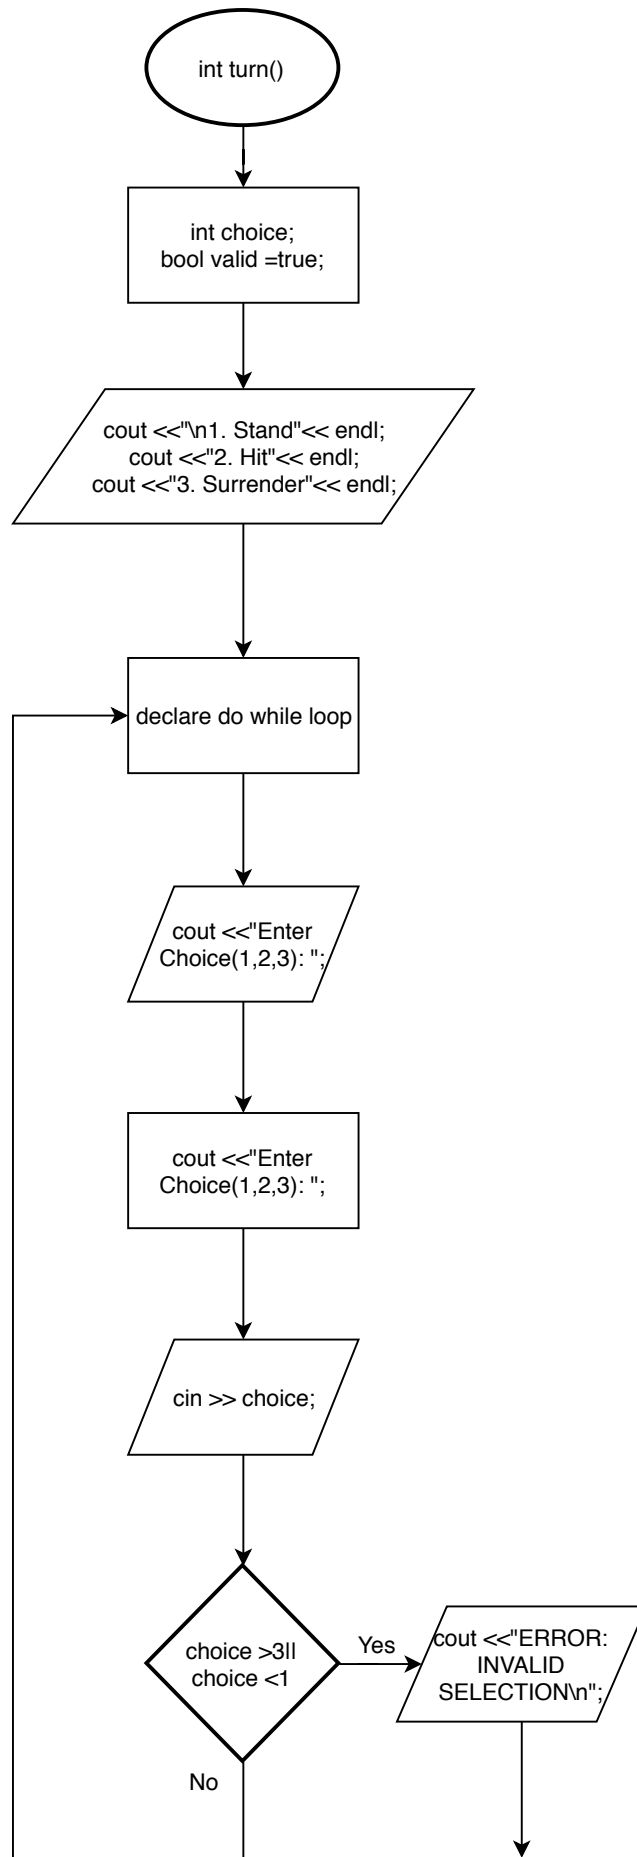 int turn()
int choice;
bool valid =true;
cout <<"\n1. Stand"<< endl;
cout <<"2. Hit"<< endl;
cout <<"3. Surrender"<< endl;
declare do while loop
cout <<"Enter
Choice(1,2,3): ";
cout <<"Enter
Choice(1,2,3): ";
cin >> choice;
choice >3||
choice <1
Yes
cout <<"ERROR:
INVALID
SELECTION\n";
No